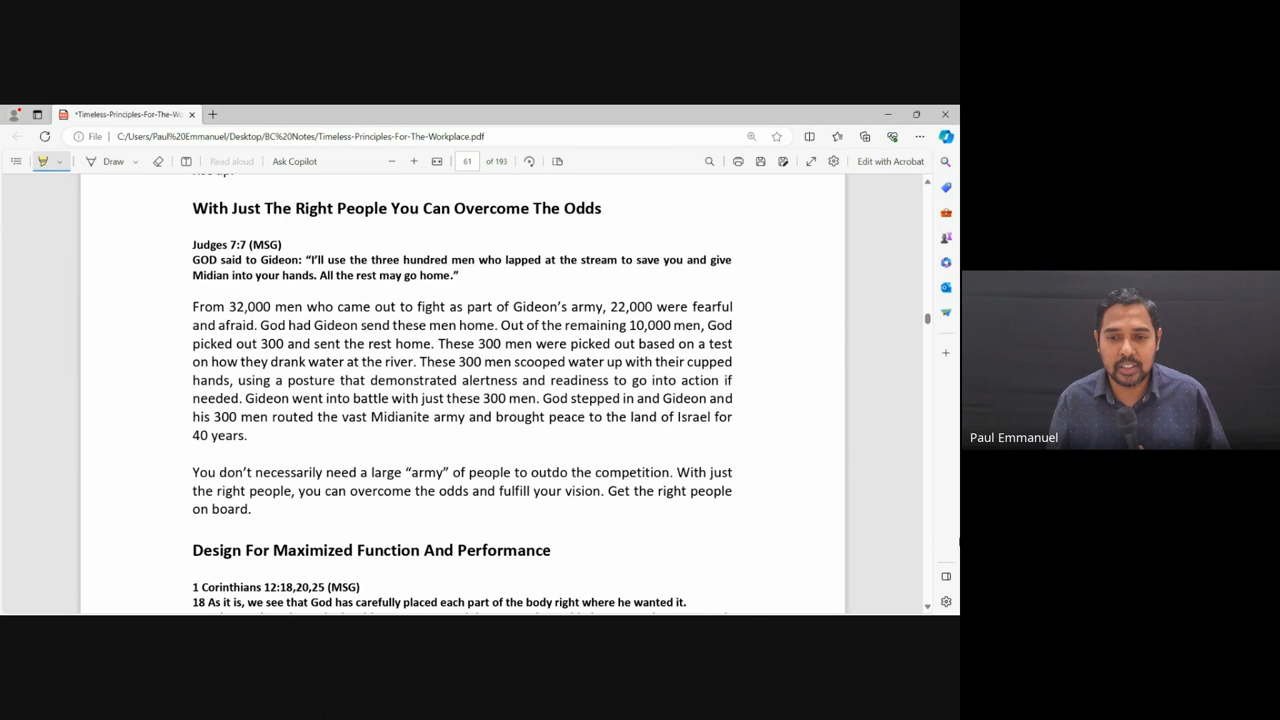 *Timeless-Principles-For-The-Wo
File
C:/Users/Paul%20Emmanuel/Desktop/BC%20Notes/Timeless-Principles-For-The-Workplace.pdf
Draw
Read aloud
Ask Copilot
61
of 193
Edit with Acrobat
With Just The Right People You Can Overcome The Odds
Judges 7:7 (MSG)
GOD said to Gideon: “I’ll use the three hundred men who lapped at the stream to save you and give
Midian into your hands. All the rest may go home.”
From 32,000 men who came out to fight as part of Gideon’s army, 22,000 were fearful
and afraid. God had Gideon send these men home. Out of the remaining 10,000 men, God
picked out 300 and sent the rest home. These 300 men were picked out based on a test
on how they drank water at the river. These 300 men scooped water up with their cupped
hands, using a posture that demonstrated alertness and readiness to go into action if
needed. Gideon went into battle with just these 300 men. God stepped in and Gideon and
his 300 men routed the vast Midianite army and brought peace to the land of Israel for
40 years.
You don’t necessarily need a large “army” of people to outdo the competition. With just
the right people, you can overcome the odds and fulfill your vision. Get the right people
on board.
Design For Maximized Function And Performance
1 Corinthians 12:18,20,25 (MSG)
18 As it is, we see that God has carefully placed each part of the body right where he wanted it.
Paul Emmanuel